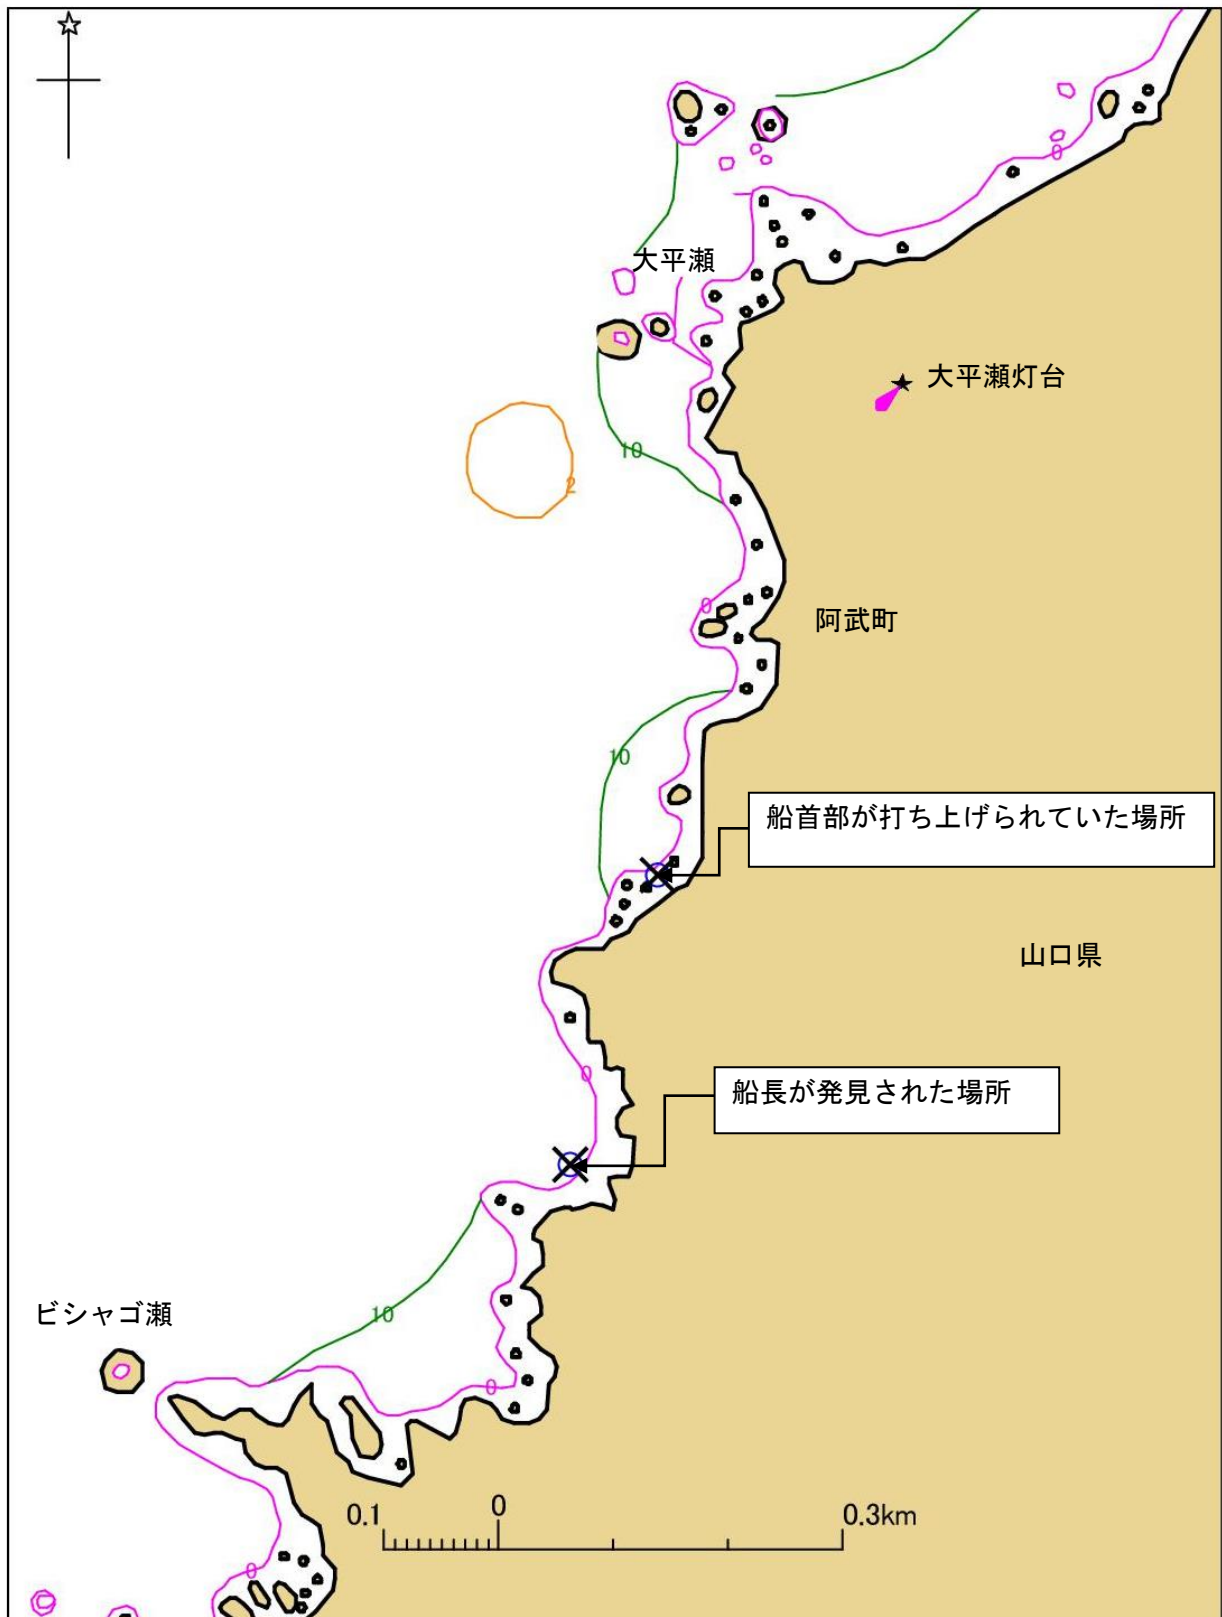 大平瀬
大平瀬灯台
0
10
2
0
阿武町
10
船首部が打ち上げられていた場所
山口県
0
船長が発見された場所
ビシャゴ瀬
10
0
0.1 0 0.3km
0